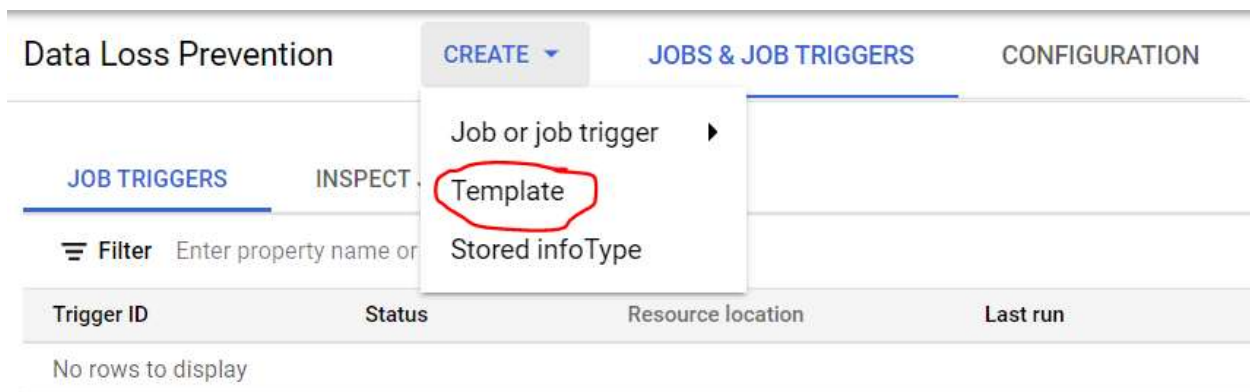 Data Loss Prevention CREATE JOBS & JOB TRIGGERS CONFIGURATION
Job or job trigger
JOB TRIGGERS INSPECT
Template
Filter Enter property name or
Stored infoType
Trigger ID Status Resource location Last run
No rows to display